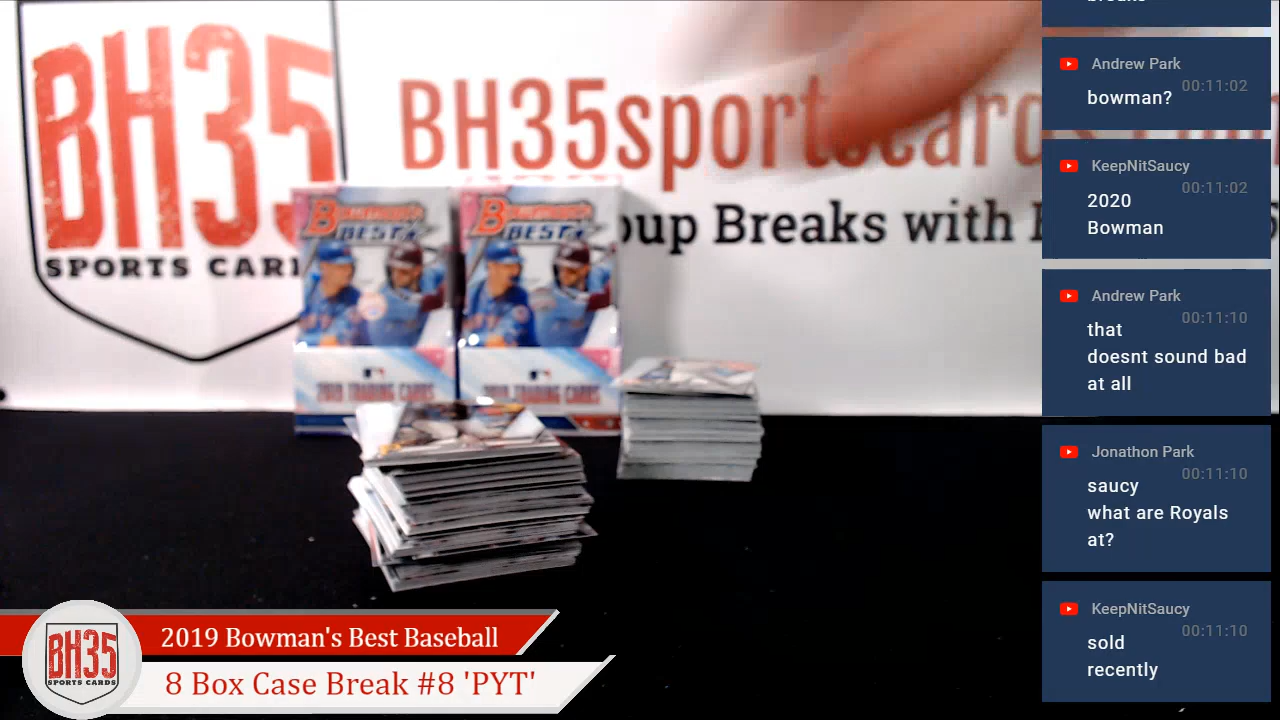 BH35
SPORTS CARDS
BH35sportscards.com
oup Breaks with
BOWMAN'S
BEST
BOWMAN'S
BEST
2019 TRADING CARDS
2019 TRADING CARDS
BH35
SPORTS CARDS
2019 Bowman's Best Baseball
8 Box Case Break #8 'PYT'
breaks
Andrew Park
00:11:02
bowman?
KeepNitSaucy
00:11:02
2020
Bowman
Andrew Park
00:11:10
that
doesnt sound bad
at all
Jonathon Park
00:11:10
saucy
what are Royals
at?
KeepNitSaucy
00:11:10
sold
recently